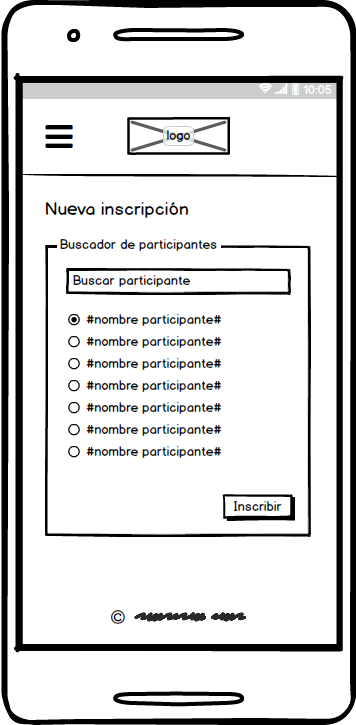 10:05
logo
Nueva inscripción
Buscador de participantes
Buscar participante
#nombre participante#
#nombre participante#
#nombre participante#
#nombre participante#
#nombre participante#
#nombre participante#
#nombre participante#
Inscribir
©